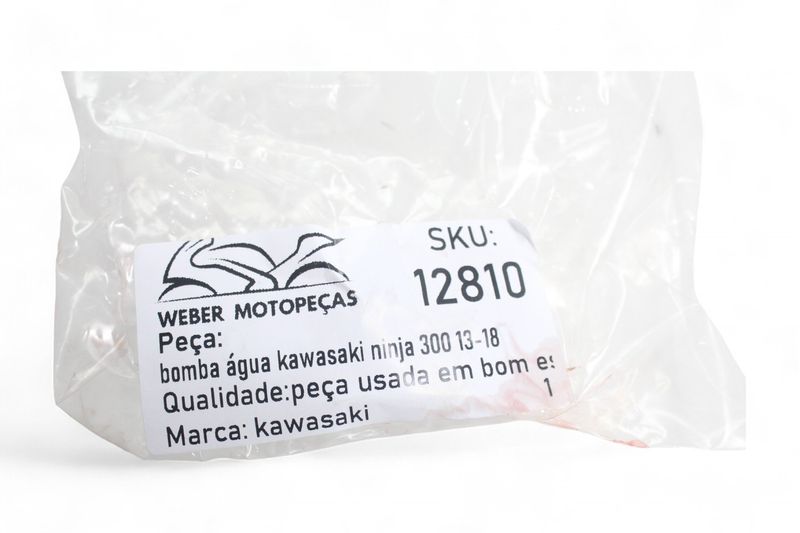 SKU:
12810
WEBER MOTOPEÇAS
Peça:
bomba água kawasaki ninja 300 13-18
Qualidade:peça usada em bom es
1
Marca: kawasaki